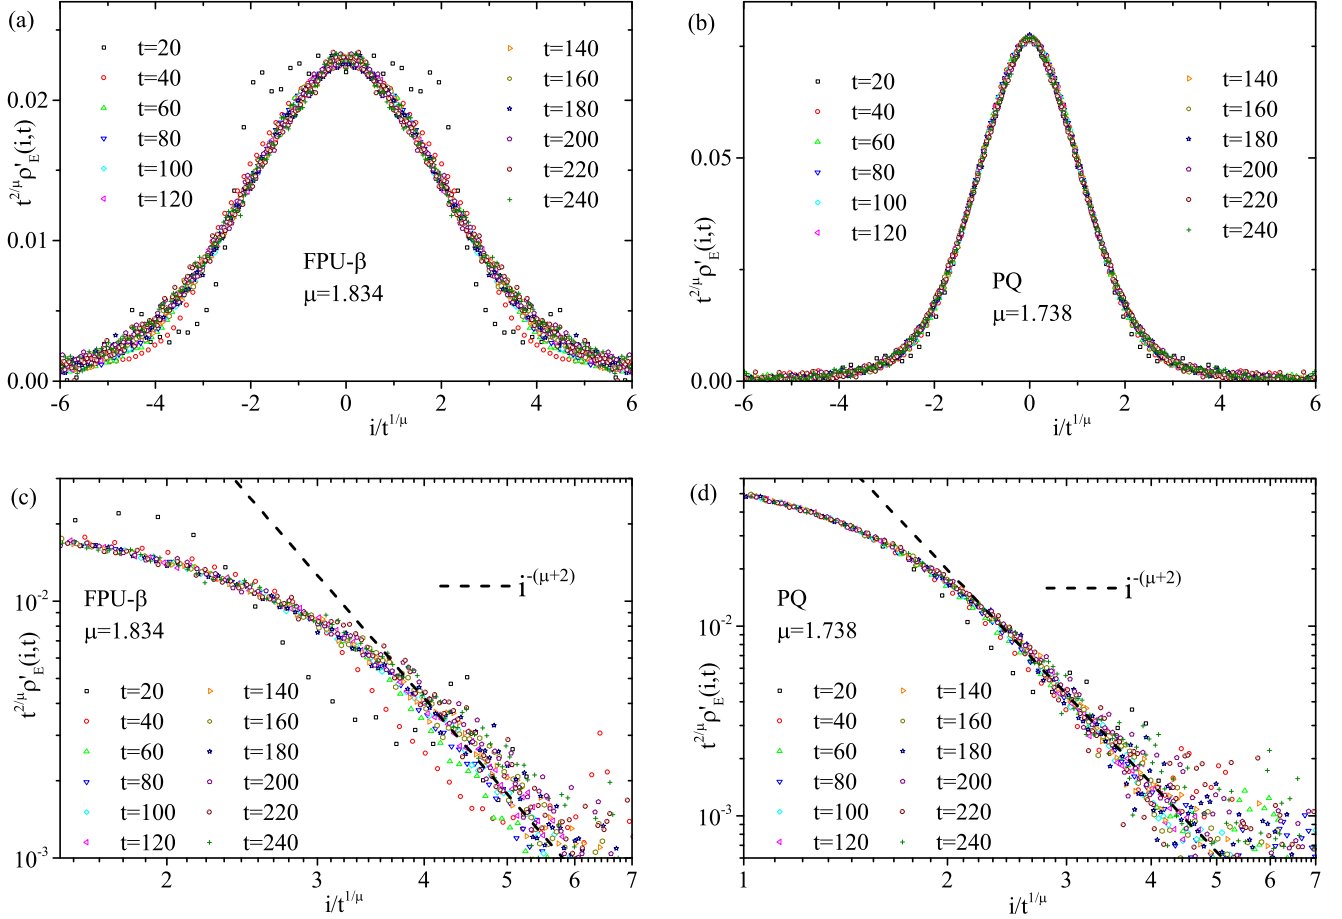 (a)
t=20
t=40
t=60
t=80
t=100
t=120
t=140
t=160
t=180
t=200
t=220
t=240
FPU-β
μ=1.834
0.02
0.01
0.00
-6 -4 -2 0 2 4 6
t^{2/μ}ρ'_E(i,t)
i/t^{1/μ}
(b)
t=20
t=40
t=60
t=80
t=100
t=120
t=140
t=160
t=180
t=200
t=220
t=240
PQ
μ=1.738
0.05
0.00
-6 -4 -2 0 2 4 6
t^{2/μ}ρ'_E(i,t)
i/t^{1/μ}
(c)
i^{-(μ+2)}
FPU-β
μ=1.834
t=20
t=40
t=60
t=80
t=100
t=120
t=140
t=160
t=180
t=200
t=220
t=240
10^{-2}
10^{-3}
2 3 4 5 6 7
t^{2/μ}ρ'_E(i,t)
i/t^{1/μ}
(d)
i^{-(μ+2)}
PQ
μ=1.738
t=20
t=40
t=60
t=80
t=100
t=120
t=140
t=160
t=180
t=200
t=220
t=240
10^{-2}
10^{-3}
1 2 3 4 5 6 7
t^{2/μ}ρ'_E(i,t)
i/t^{1/μ}